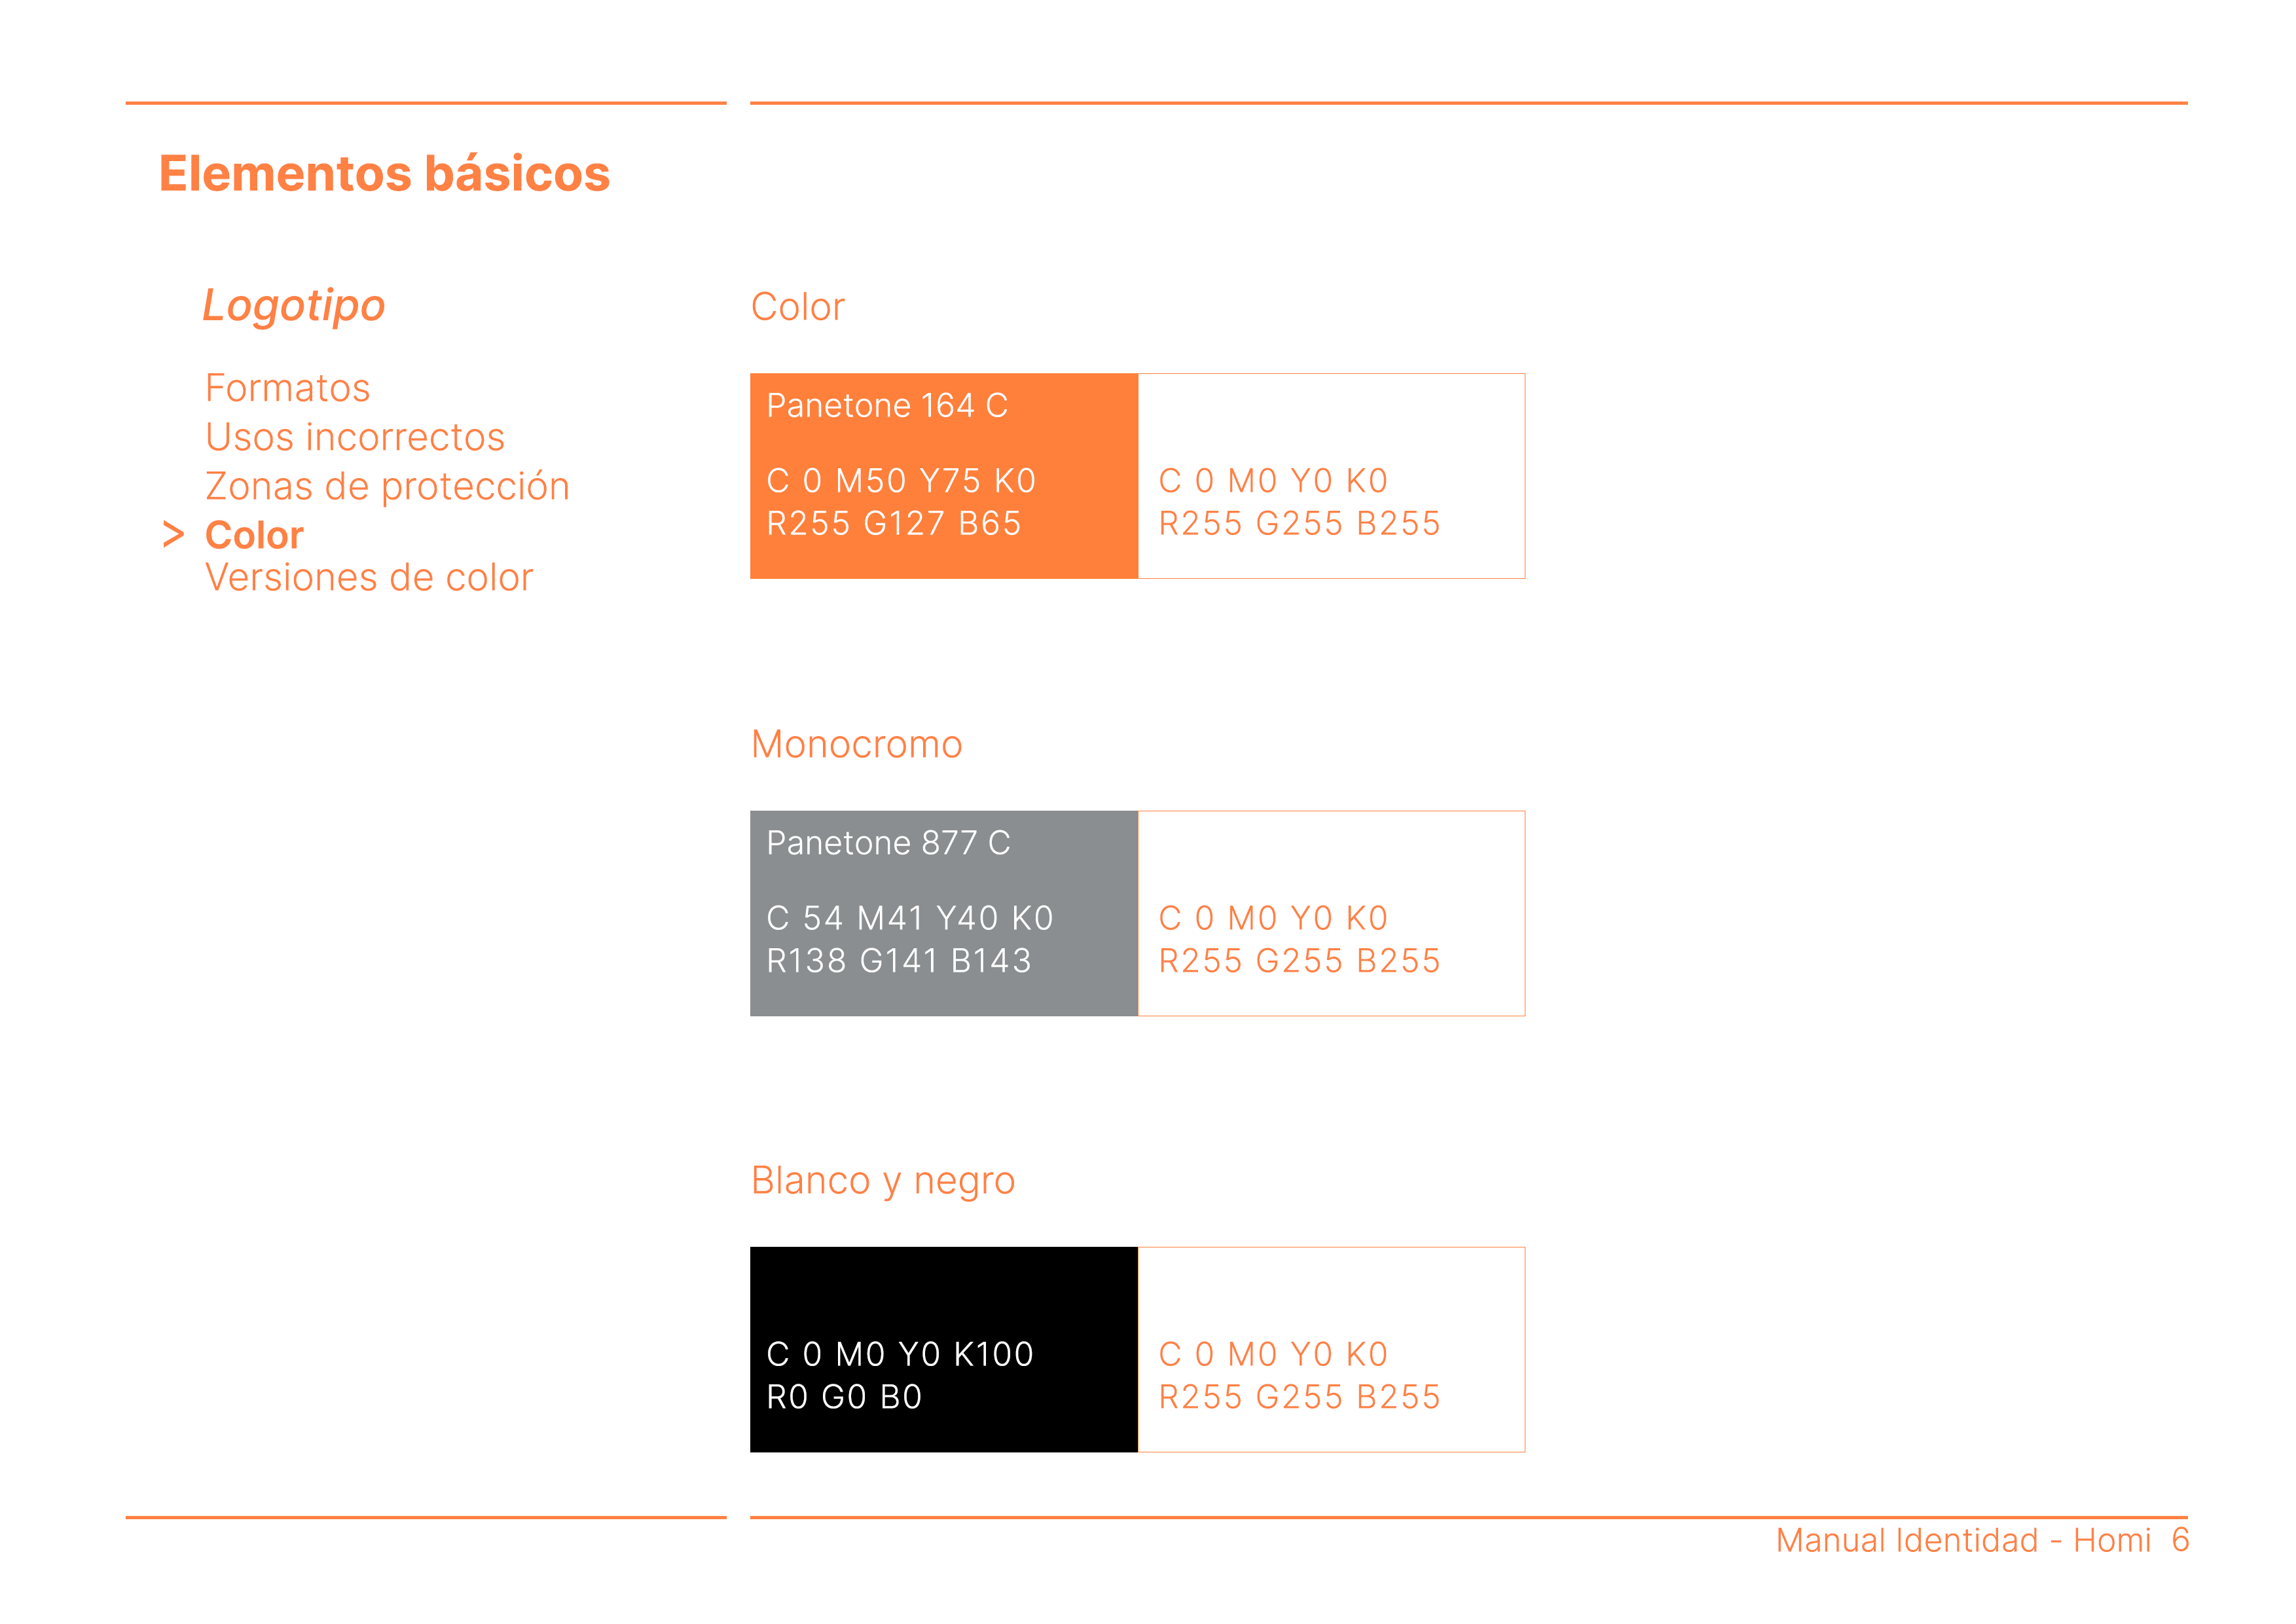 Elementos básicos
Logotipo
Formatos
Usos incorrectos
Zonas de protección
> Color
Versiones de color
Color
Panetone 164 C
C 0 M50 Y75 K0
R255 G127 B65
C 0 M0 Y0 K0
R255 G255 B255
Monocromo
Panetone 877 C
C 54 M41 Y40 K0
R138 G141 B143
C 0 M0 Y0 K0
R255 G255 B255
Blanco y negro
C 0 M0 Y0 K100
R0 G0 B0
C 0 M0 Y0 K0
R255 G255 B255
Manual Identidad - Homi 6